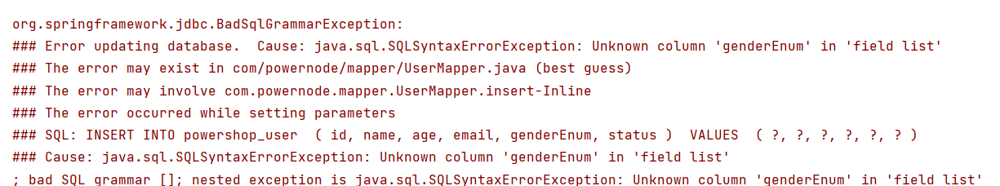 org.springframework.jdbc.BadSqlGrammarException:
### Error updating database.  Cause: java.sql.SQLSyntaxErrorException: Unknown column 'genderEnum' in 'field list'
### The error may exist in com/powernode/mapper/UserMapper.java (best guess)
### The error may involve com.powernode.mapper.UserMapper.insert-Inline
### The error occurred while setting parameters
### SQL: INSERT INTO powershop_user  ( id, name, age, email, genderEnum, status )  VALUES  ( ?, ?, ?, ?, ?, ? )
### Cause: java.sql.SQLSyntaxErrorException: Unknown column 'genderEnum' in 'field list'
; bad SQL grammar []; nested exception is java.sql.SQLSyntaxErrorException: Unknown column 'genderEnum' in 'field list'